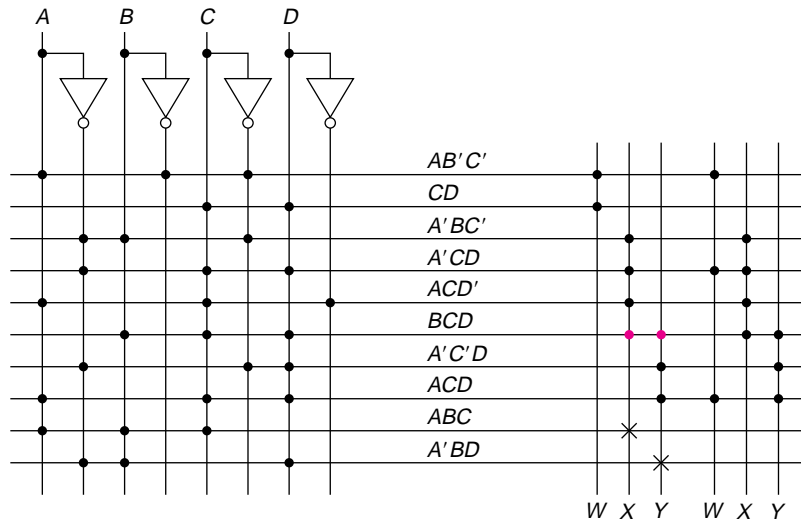 A B C D
AB′C′
CD
A′BC′
A′CD
ACD′
BCD
A′C′D
ACD
ABC
A′BD
W X Y W X Y